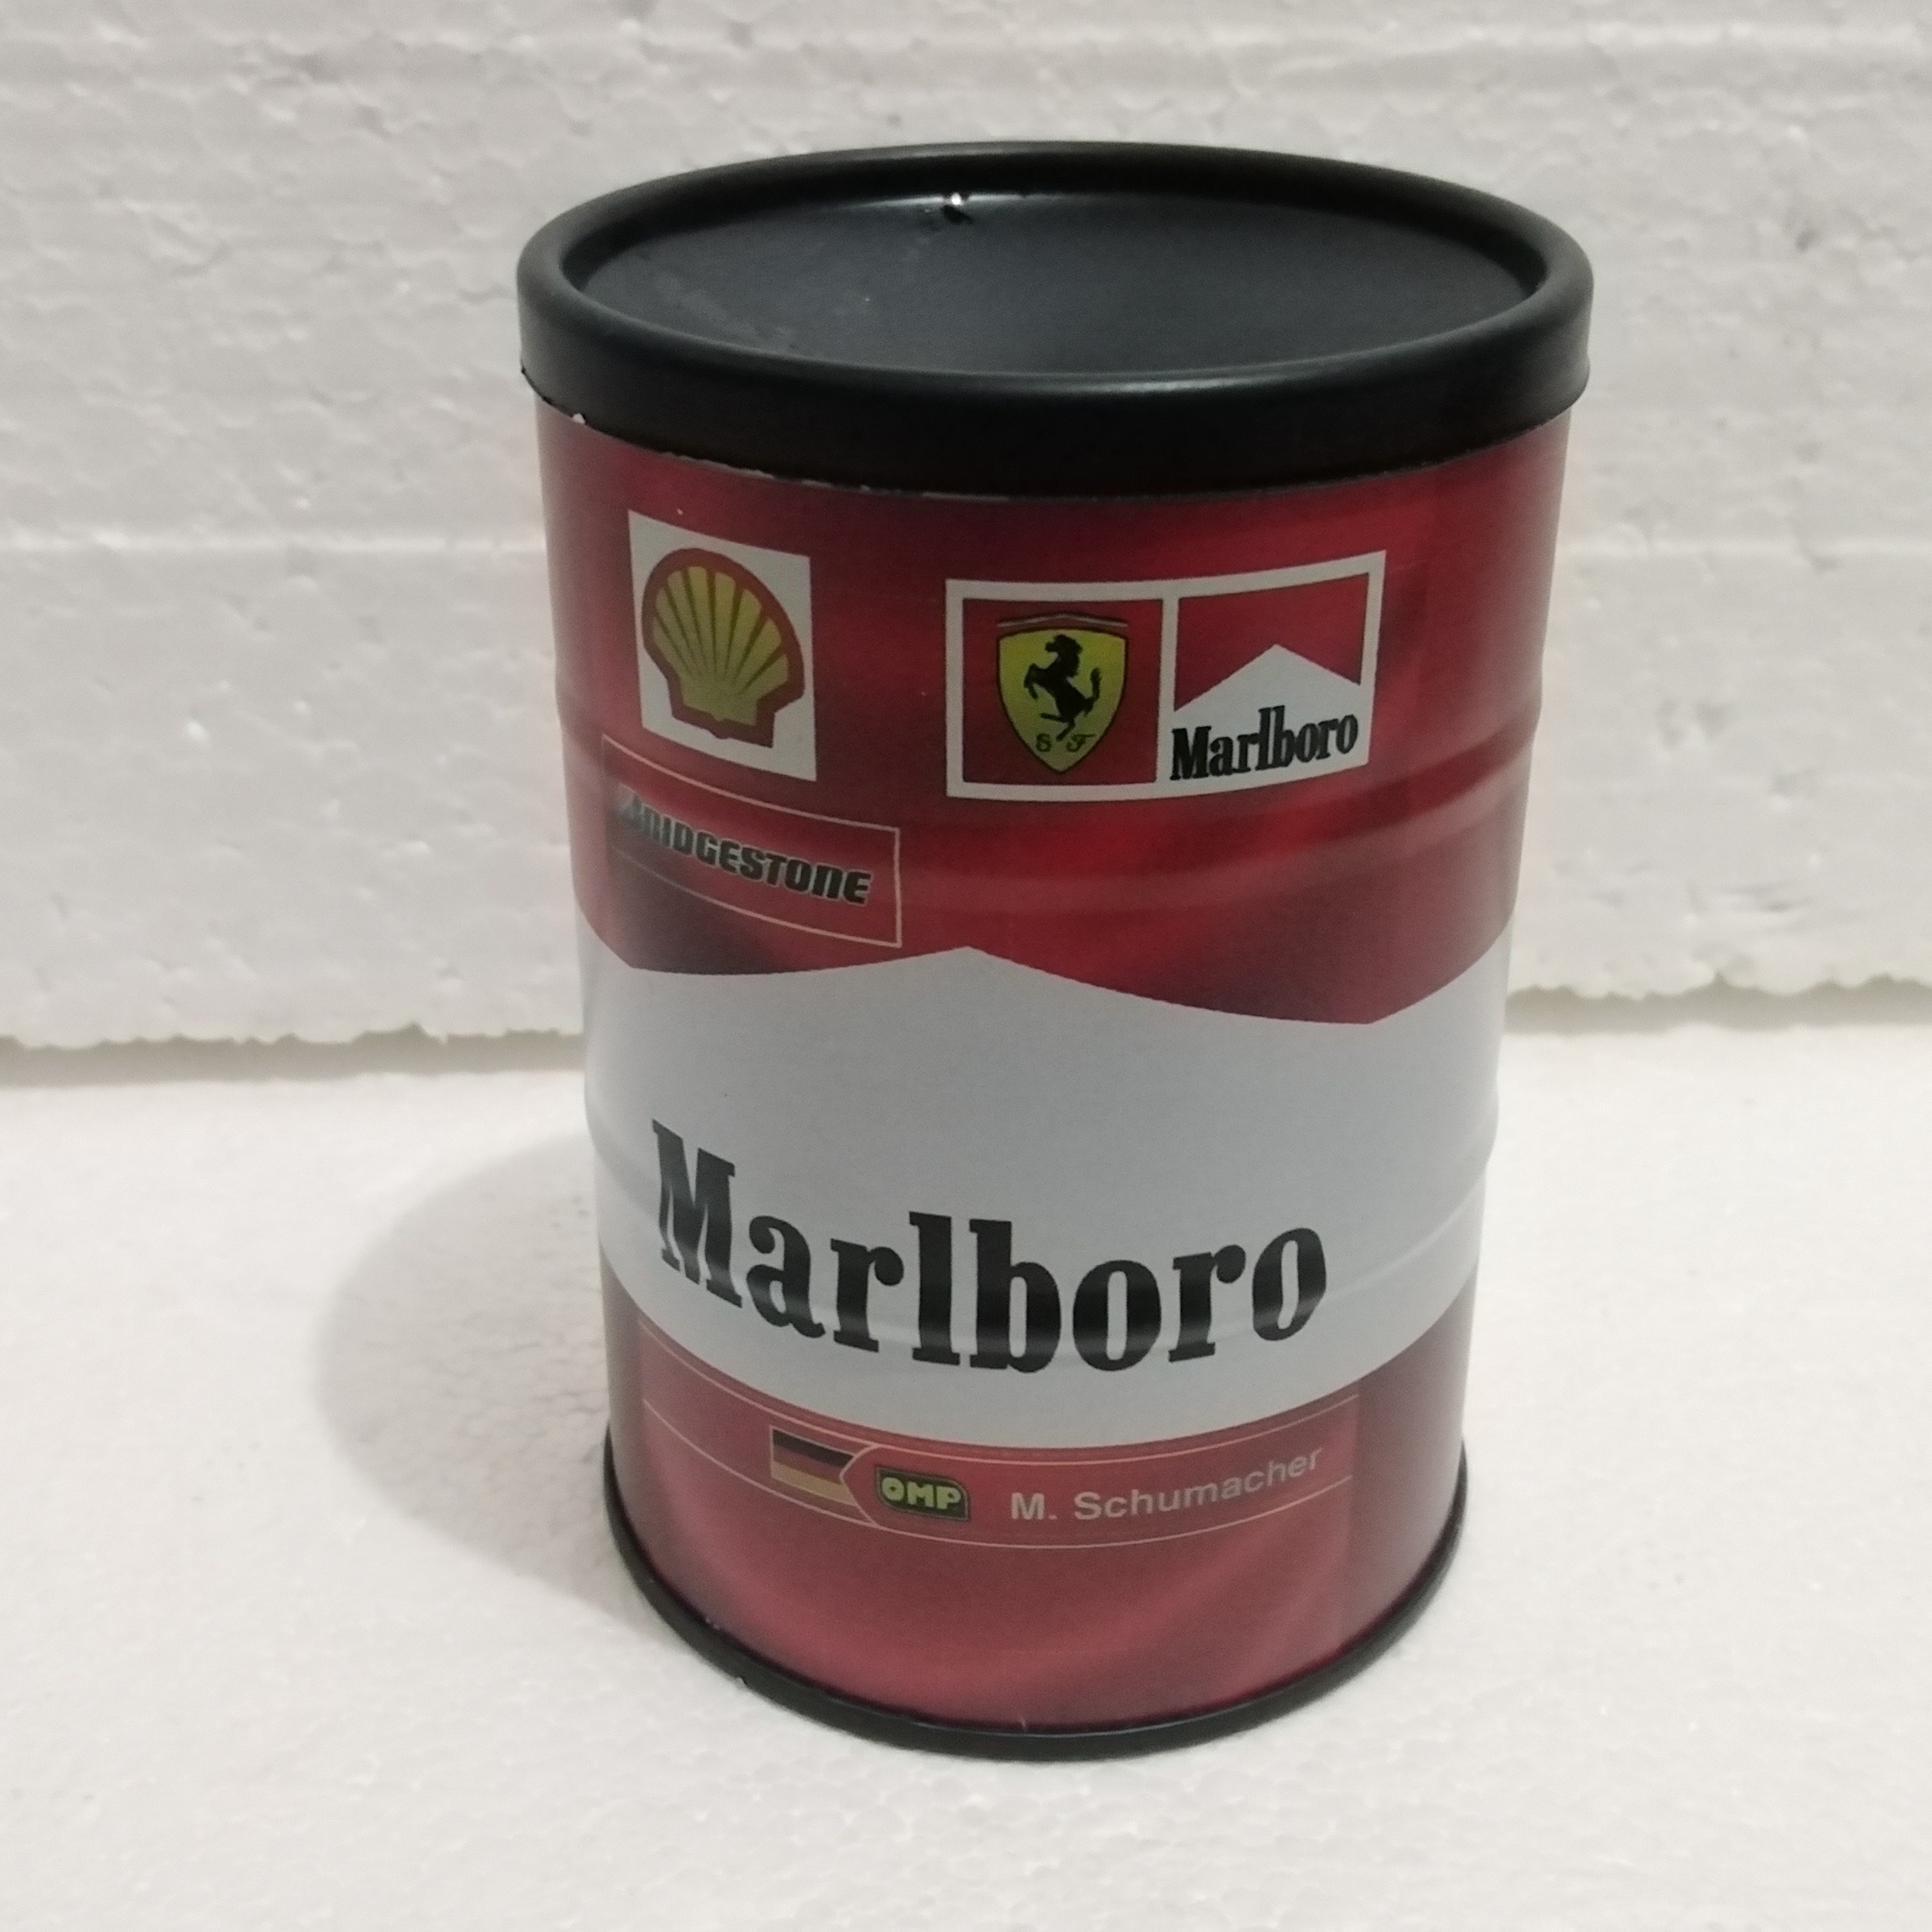 S F
Marlboro
BRIDGESTONE
Marlboro
OMP M. Schumacher